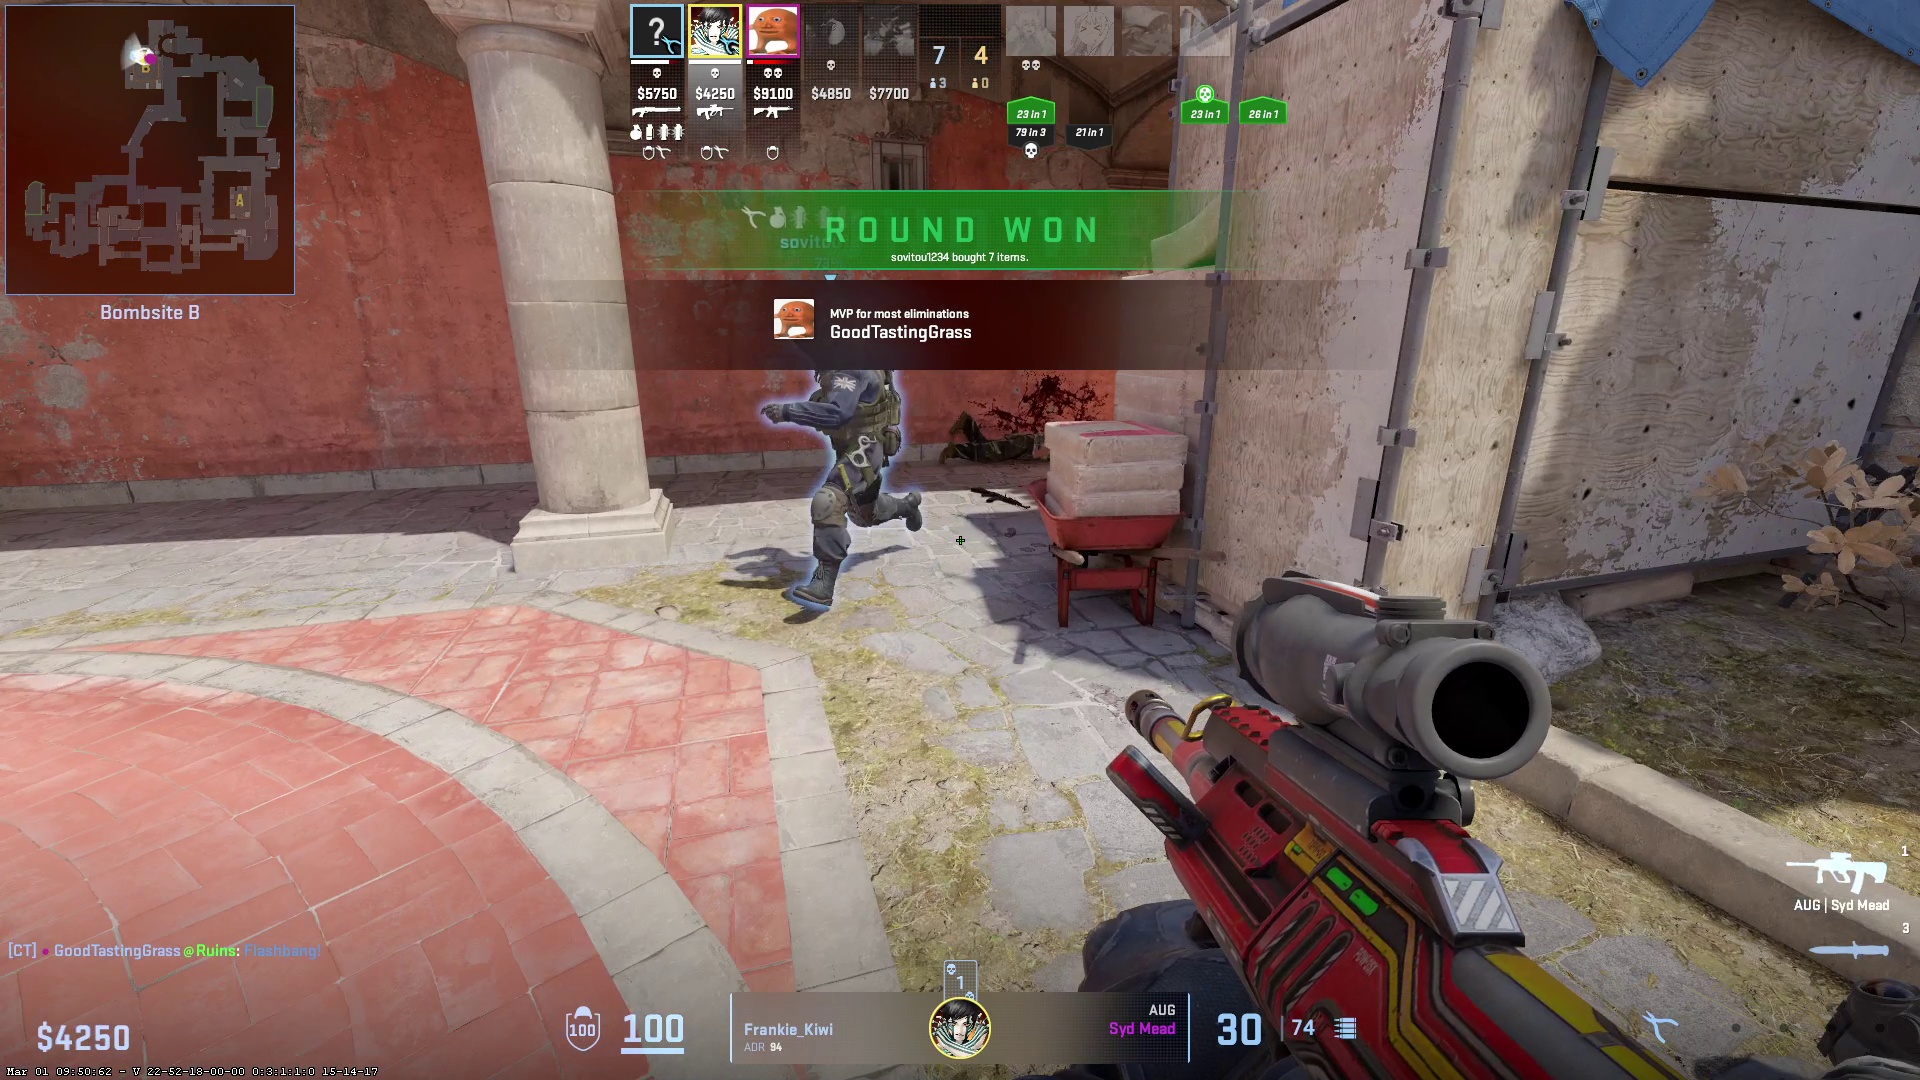 B
A
Bombsite B
?
$5750
$4250
$9100
$4850
$7700
7
4
3
0
23 in 1
79 in 3
21 in 1
23 in 1
26 in 1
ROUND WON
sovitou1234 bought 7 items.
MVP for most eliminations
GoodTastingGrass
1
AUG | Syd Mead
3
[CT] GoodTastingGrass @ Ruins: Flashbang!
$4250
100
100
1
Frankie_Kiwi
ADR 94
AUG
Syd Mead
30
| 74
Mar 01 09:50:62 - V 22-52-18-00-00 0:3:1:1:0 15-14-17